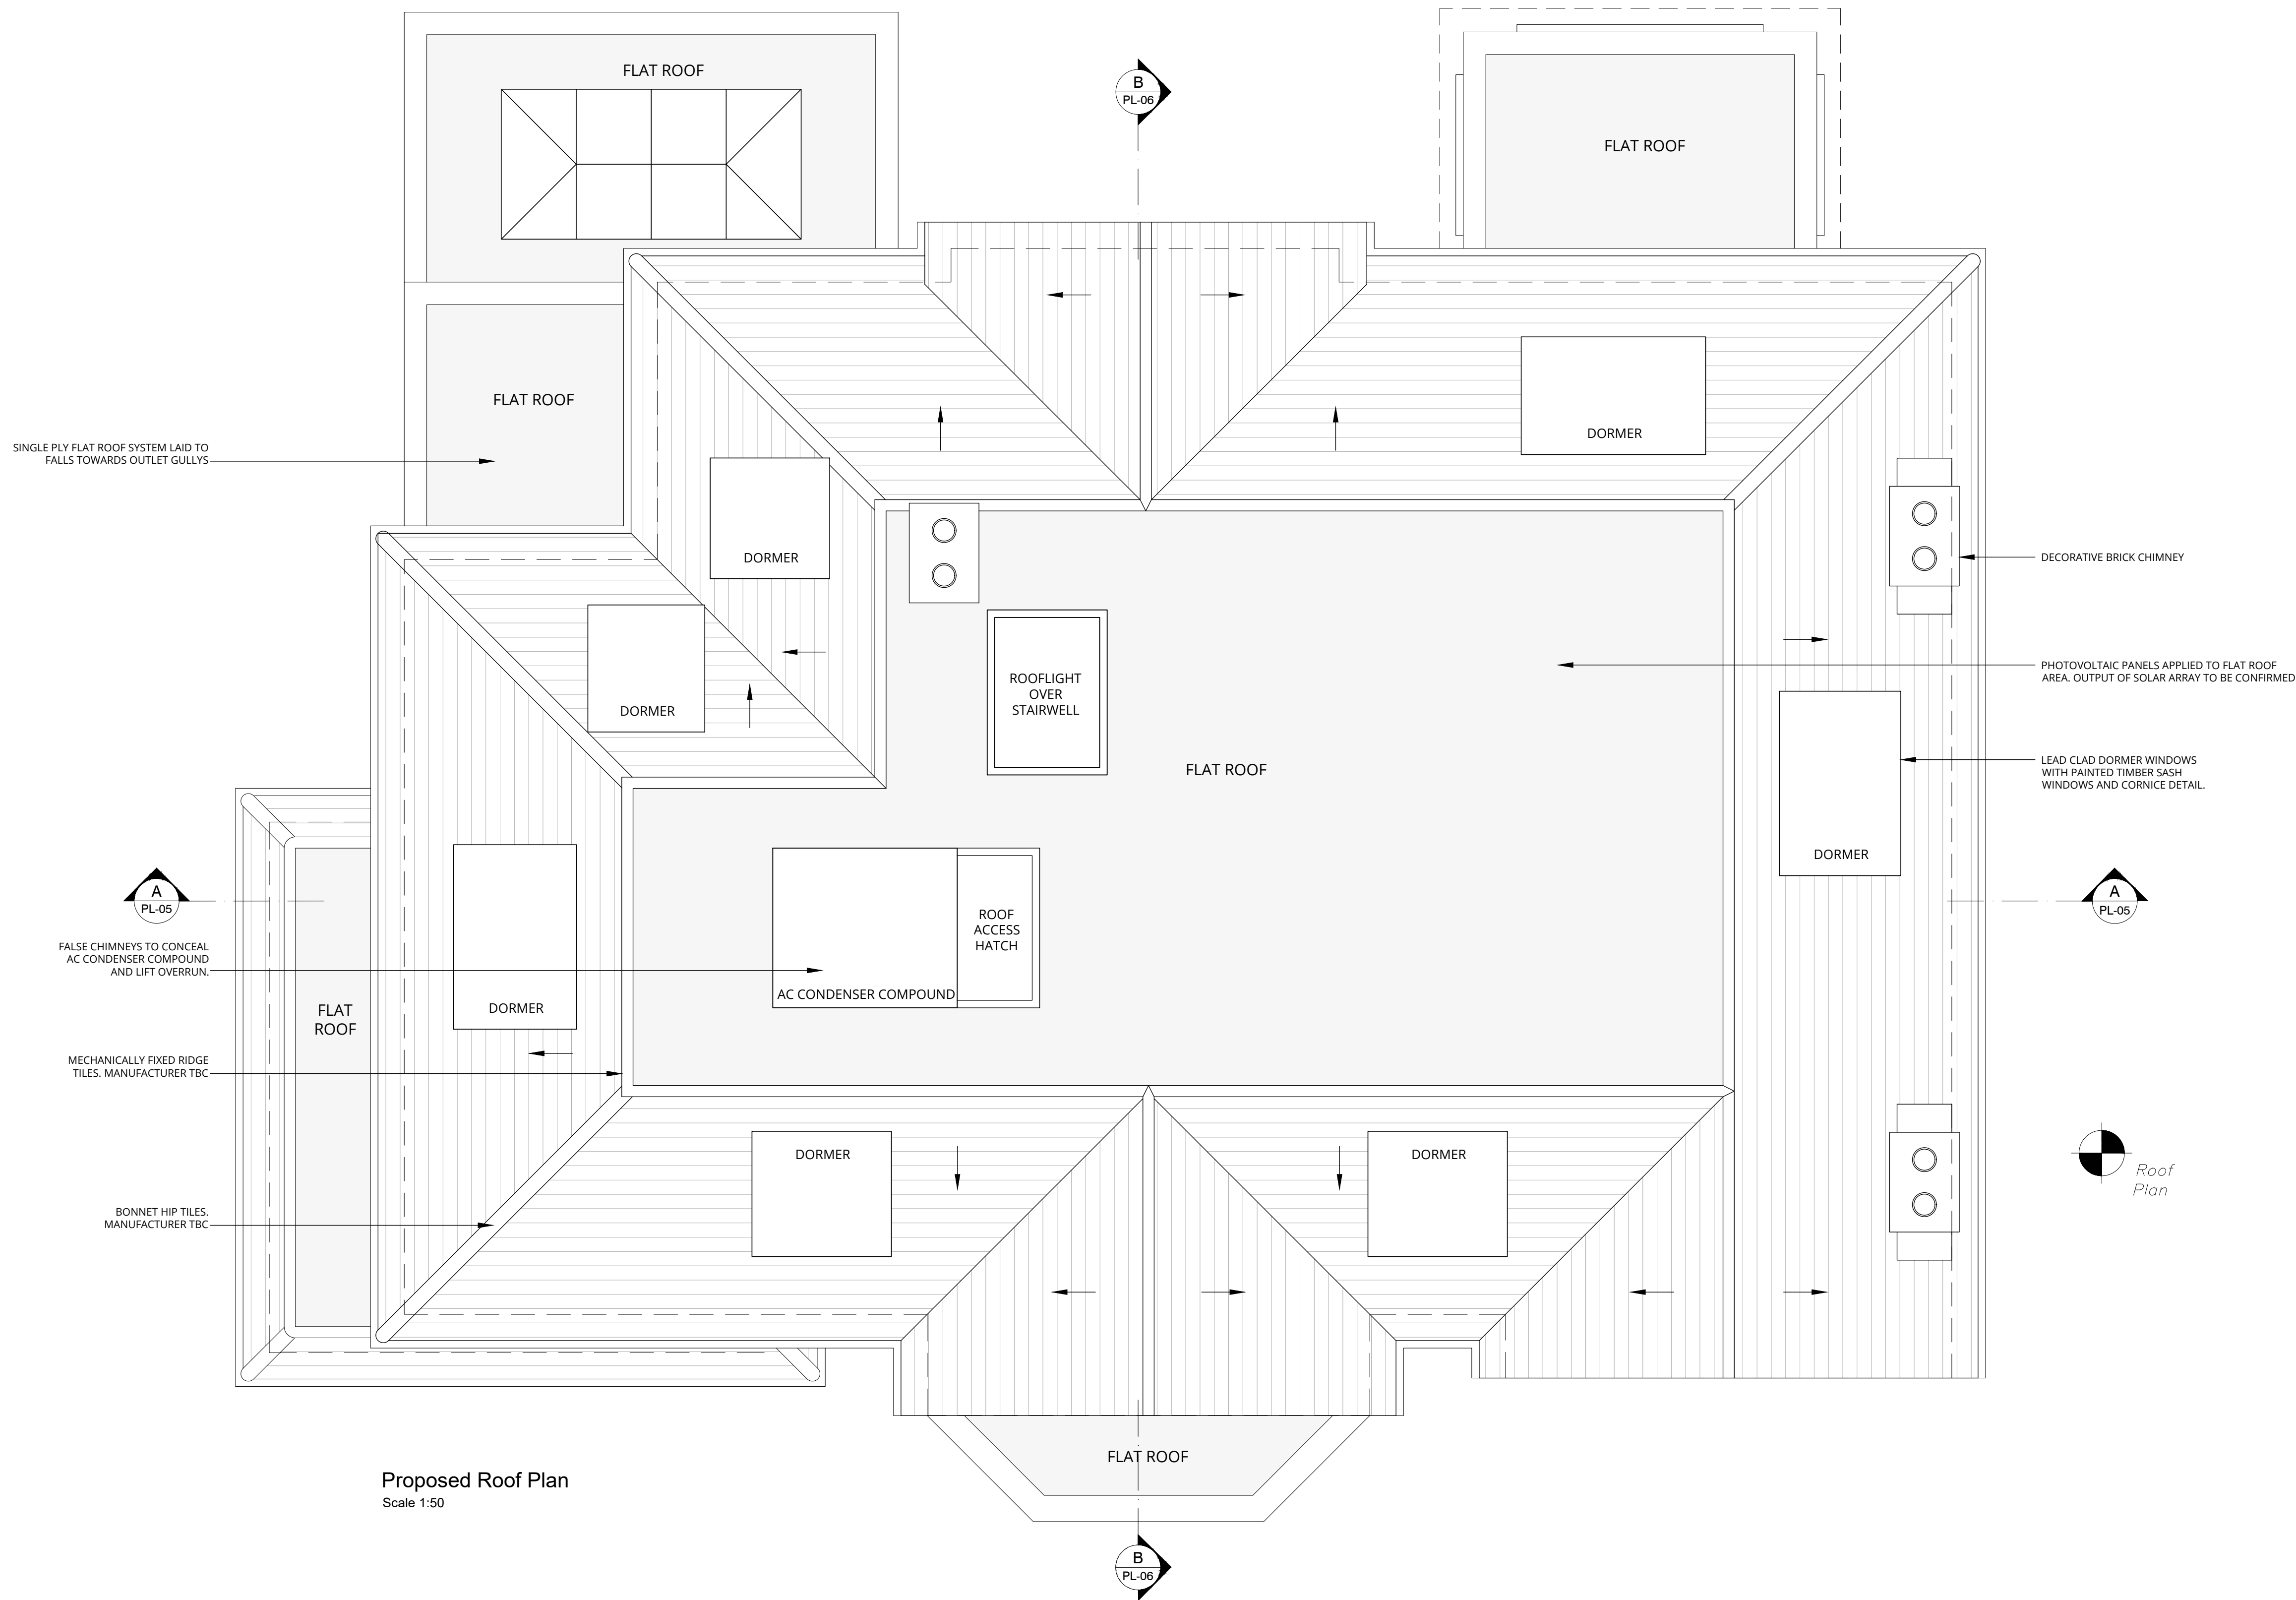 FLAT ROOF
B
PL-06
FLAT ROOF
FLAT ROOF
DORMER
SINGLE PLY FLAT ROOF SYSTEM LAID TO
FALLS TOWARDS OUTLET GULLYS
DORMER
DECORATIVE BRICK CHIMNEY
DORMER
ROOFLIGHT
OVER
STAIRWELL
PHOTOVOLTAIC PANELS APPLIED TO FLAT ROOF
AREA. OUTPUT OF SOLAR ARRAY TO BE CONFIRMED
FLAT ROOF
LEAD CLAD DORMER WINDOWS
WITH PAINTED TIMBER SASH
WINDOWS AND CORNICE DETAIL.
DORMER
A
PL-05
A
PL-05
FALSE CHIMNEYS TO CONCEAL
AC CONDENSER COMPOUND
AND LIFT OVERRUN.
ROOF
ACCESS
HATCH
AC CONDENSER COMPOUND
DORMER
FLAT
ROOF
MECHANICALLY FIXED RIDGE
TILES. MANUFACTURER TBC
DORMER
DORMER
Roof
Plan
BONNET HIP TILES.
MANUFACTURER TBC
FLAT ROOF
Proposed Roof Plan
Scale 1:50
B
PL-06